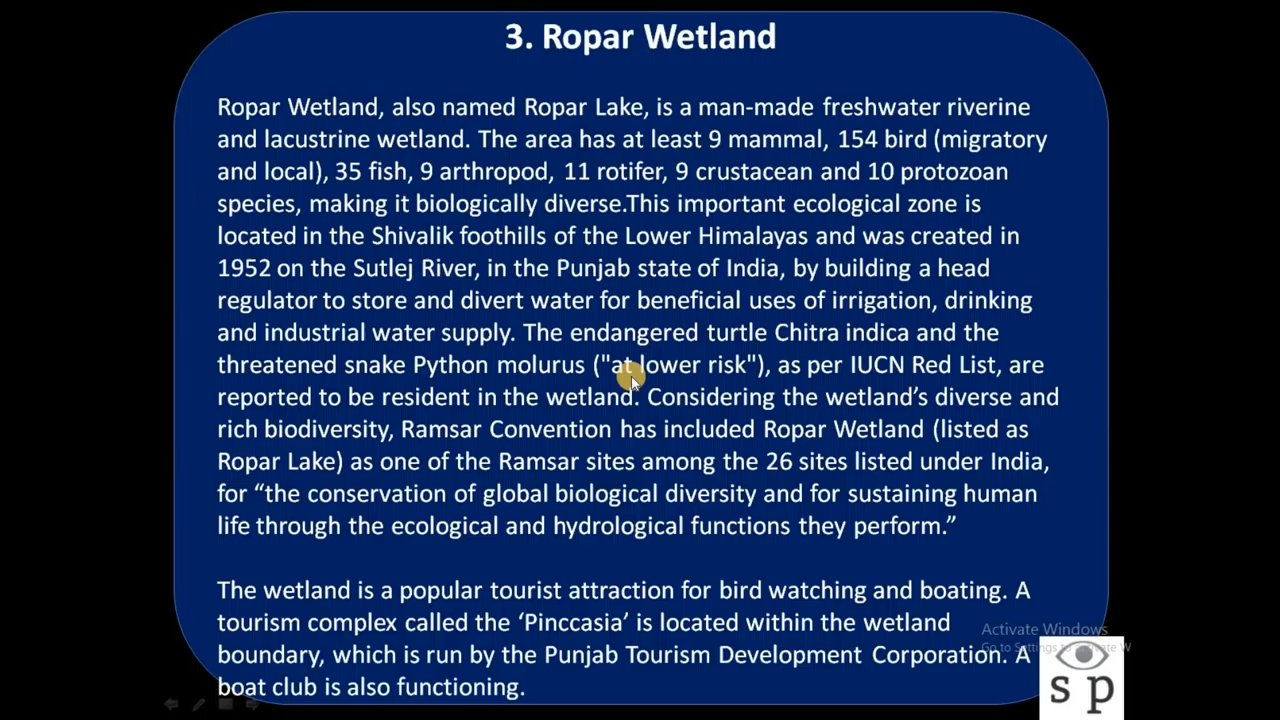 3. Ropar Wetland
Ropar Wetland, also named Ropar Lake, is a man-made freshwater riverine
and lacustrine wetland. The area has at least 9 mammal, 154 bird (migratory
and local), 35 fish, 9 arthropod, 11 rotifer, 9 crustacean and 10 protozoan
species, making it biologically diverse.This important ecological zone is
located in the Shivalik foothills of the Lower Himalayas and was created in
1952 on the Sutlej River, in the Punjab state of India, by building a head
regulator to store and divert water for beneficial uses of irrigation, drinking
and industrial water supply. The endangered turtle Chitra indica and the
threatened snake Python molurus ("at lower risk"), as per IUCN Red List, are
reported to be resident in the wetland. Considering the wetland’s diverse and
rich biodiversity, Ramsar Convention has included Ropar Wetland (listed as
Ropar Lake) as one of the Ramsar sites among the 26 sites listed under India,
for “the conservation of global biological diversity and for sustaining human
life through the ecological and hydrological functions they perform.”
The wetland is a popular tourist attraction for bird watching and boating. A
tourism complex called the ‘Pinccasia’ is located within the wetland
boundary, which is run by the Punjab Tourism Development Corporation. A
boat club is also functioning.
Activate Windows
Go to Settings to activate W
s p